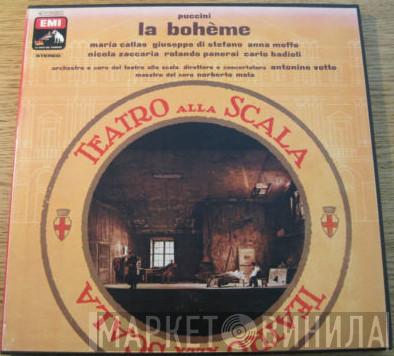 puccini
la bohème
maria callas giuseppe di stefano anna moffo
nicola zaccaria rolando panerai carlo badioli
orchestra e coro del teatro alla scala direttore e concertatore antonino votto
maestro del coro norberto mola
EMI
STEREO
TEATRO ALLA SCALA
TEATRO ALLA SCALA
МАРКЕТ ВИНИЛА